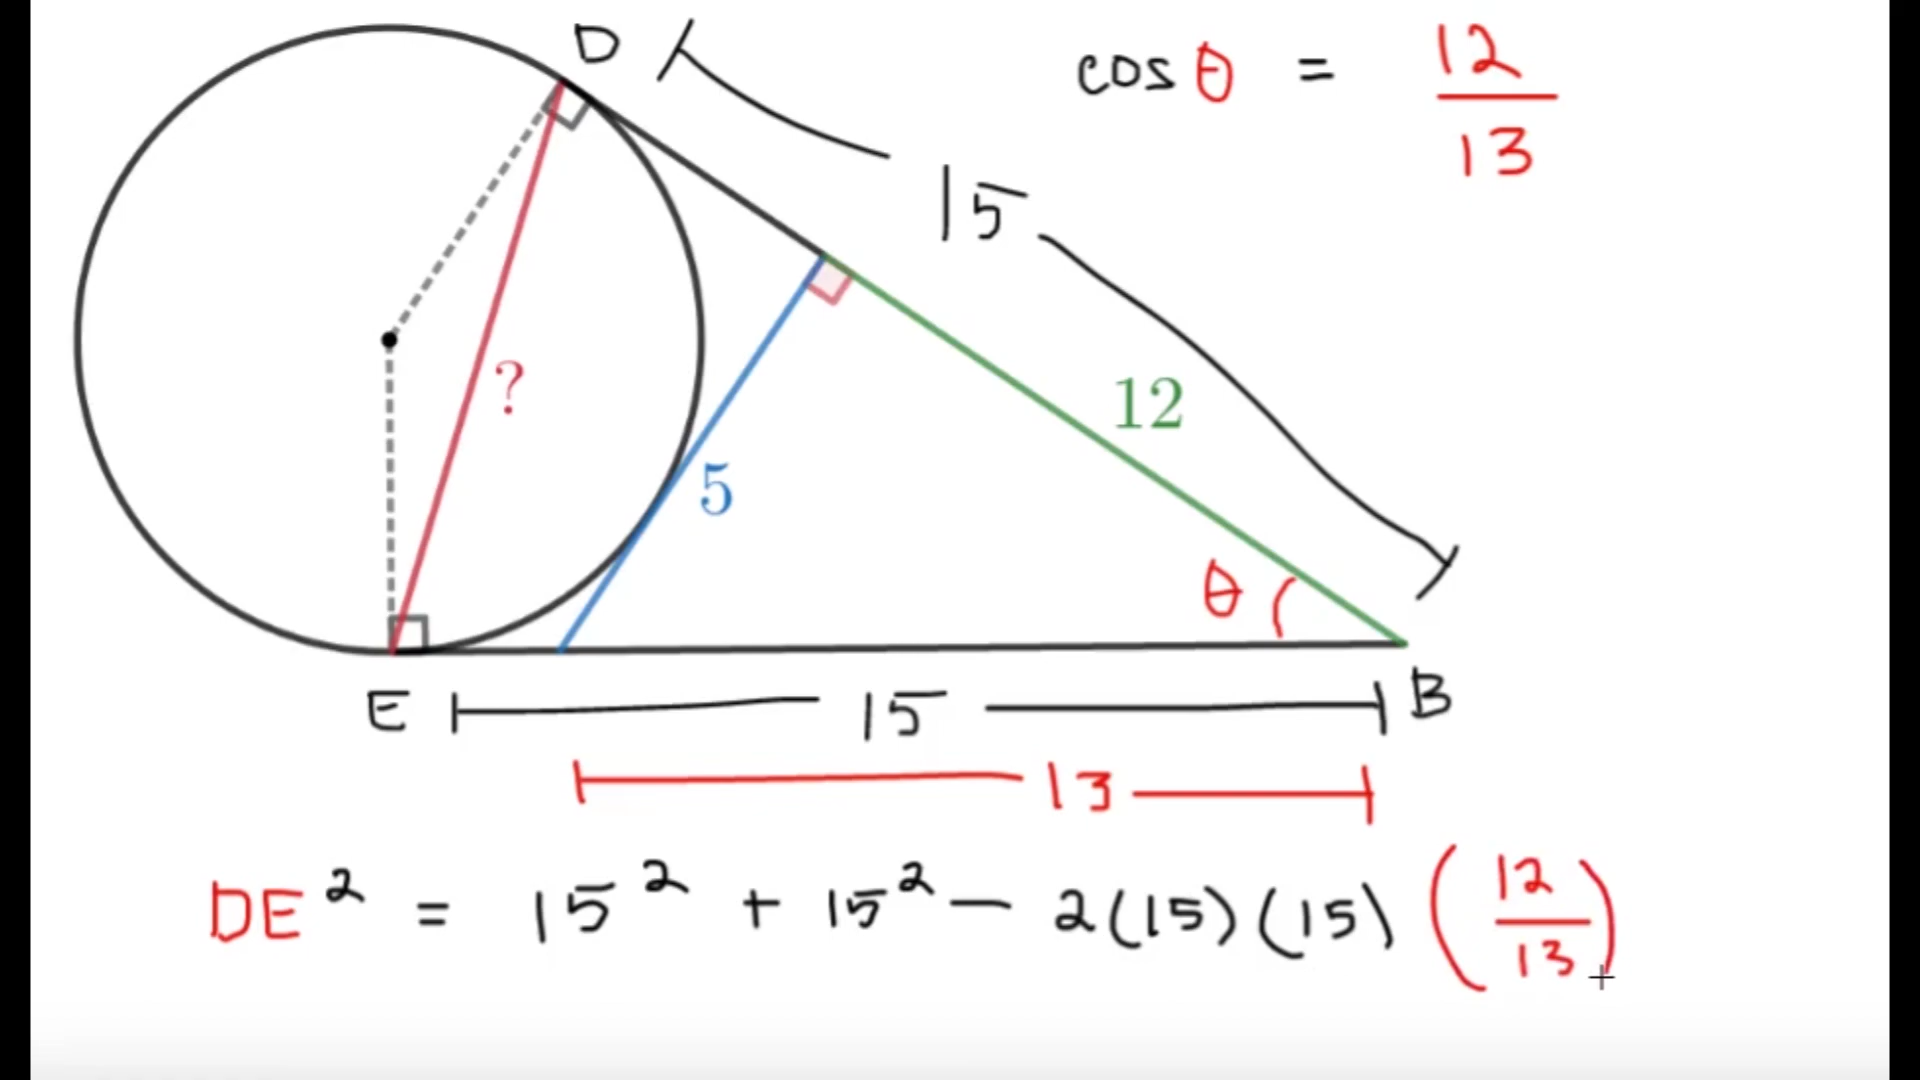 D
cos θ = 12/13
15
?
12
5
θ
E 15 B
13
DE² = 15² + 15² − 2(15)(15)(12/13)